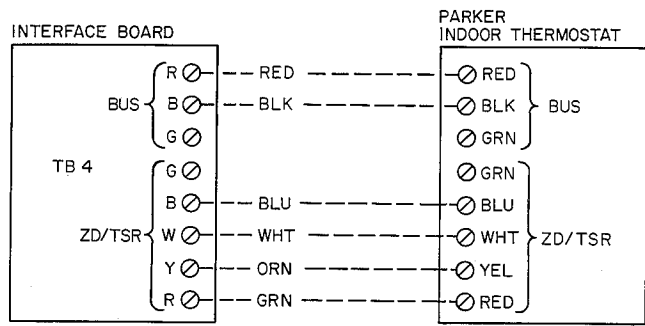 PARKER
INTERFACE BOARD INDOOR THERMOSTAT
R RED RED
BUS B BLK BLK BUS
G GRN
TB 4 G GRN
B BLU BLU
ZD/TSR W WHT WHT ZD/TSR
Y ORN YEL
R GRN RED